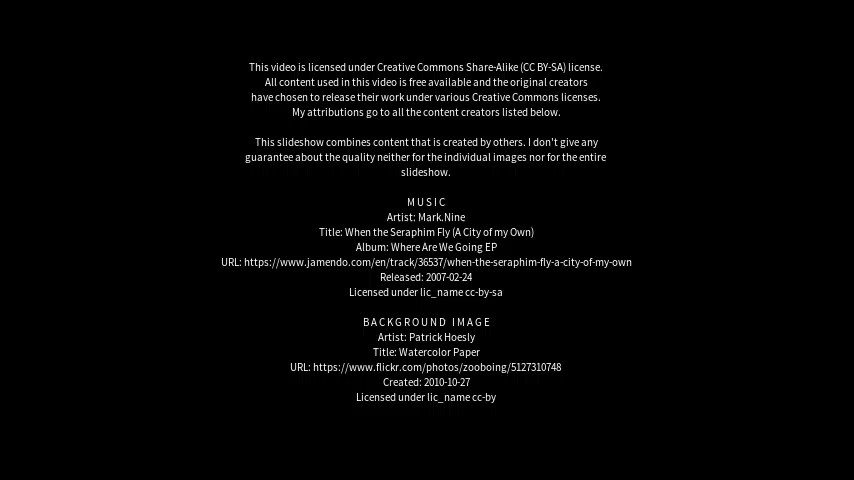 This video is licensed under Creative Commons Share-Alike (CC BY-SA) license.
All content used in this video is free available and the original creators
have chosen to release their work under various Creative Commons licenses.
My attributions go to all the content creators listed below.
This slideshow combines content that is created by others. I don't give any
guarantee about the quality neither for the individual images nor for the entire
slideshow.
MUSIC
Artist: Mark.Nine
Title: When the Seraphim Fly (A City of my Own)
Album: Where Are We Going EP
URL: https://www.jamendo.com/en/track/36537/when-the-seraphim-fly-a-city-of-my-own
Released: 2007-02-24
Licensed under lic_name cc-by-sa
BACKGROUND IMAGE
Artist: Patrick Hoesly
Title: Watercolor Paper
URL: https://www.flickr.com/photos/zooboing/5127310748
Created: 2010-10-27
Licensed under lic_name cc-by